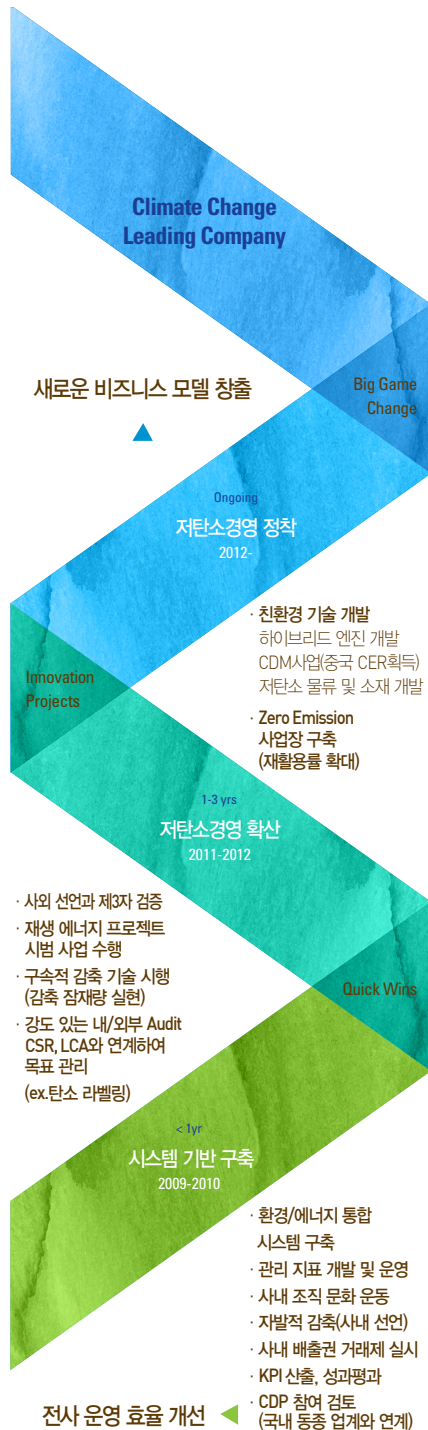 Climate Change
Leading Company
새로운 비즈니스 모델 창출
Big Game
Change
Ongoing
저탄소경영 정착
2012-
· 친환경 기술 개발
하이브리드 엔진 개발
CDM사업(중국 CER획득)
저탄소 물류 및 소재 개발
· Zero Emission
사업장 구축
(재활용률 확대)
Innovation
Projects
1-3 yrs
저탄소경영 확산
2011-2012
· 사외 선언과 제3자 검증
· 재생 에너지 프로젝트
시범 사업 수행
· 구속적 감축 기술 시행
(감축 잠재량 실현)
· 강도 있는 내/외부 Audit
CSR, LCA와 연계하여
목표 관리
(ex.탄소 라벨링)
Quick Wins
< 1yr
시스템 기반 구축
2009-2010
· 환경/에너지 통합
시스템 구축
· 관리 지표 개발 및 운영
· 사내 조직 문화 운동
· 자발적 감축(사내 선언)
· 사내 배출권 거래제 실시
· KPI 산출, 성과평과
· CDP 참여 검토
(국내 동종 업계와 연계)
전사 운영 효율 개선